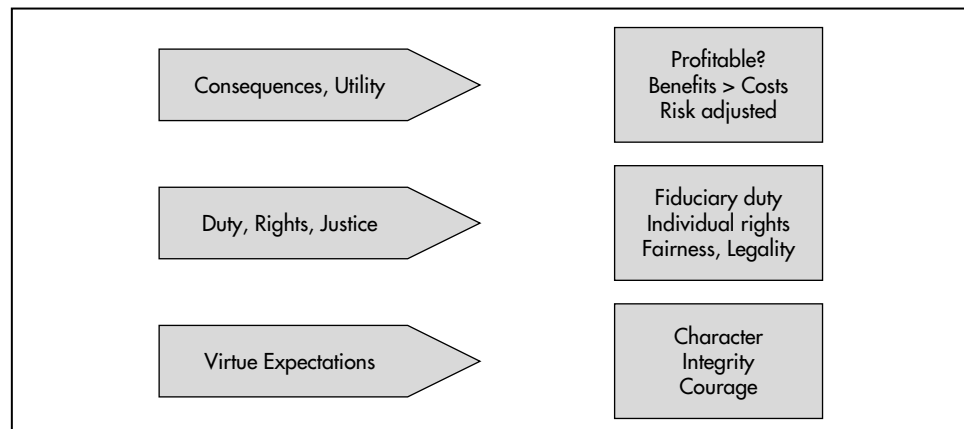 Consequences, Utility
Profitable?
Benefits > Costs
Risk adjusted
Duty, Rights, Justice
Fiduciary duty
Individual rights
Fairness, Legality
Virtue Expectations
Character
Integrity
Courage